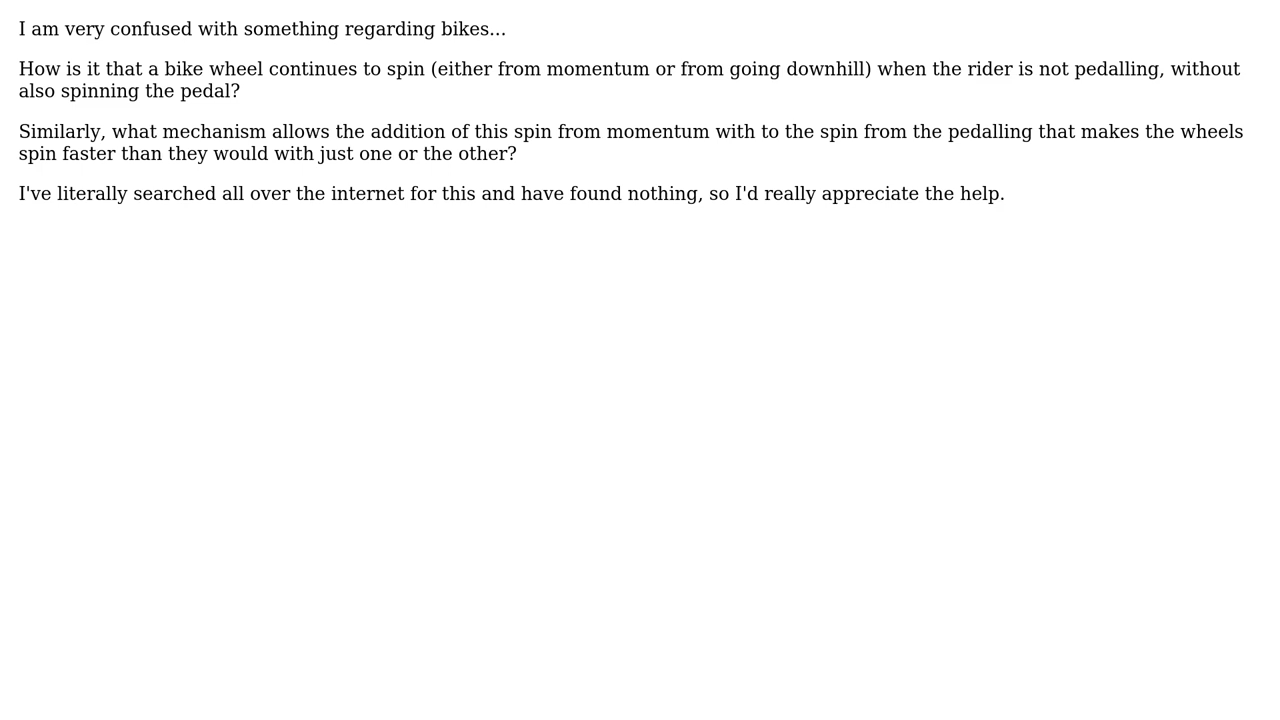 I am very confused with something regarding bikes...
How is it that a bike wheel continues to spin (either from momentum or from going downhill) when the rider is not pedalling, without
also spinning the pedal?
Similarly, what mechanism allows the addition of this spin from momentum with to the spin from the pedalling that makes the wheels
spin faster than they would with just one or the other?
I've literally searched all over the internet for this and have found nothing, so I'd really appreciate the help.